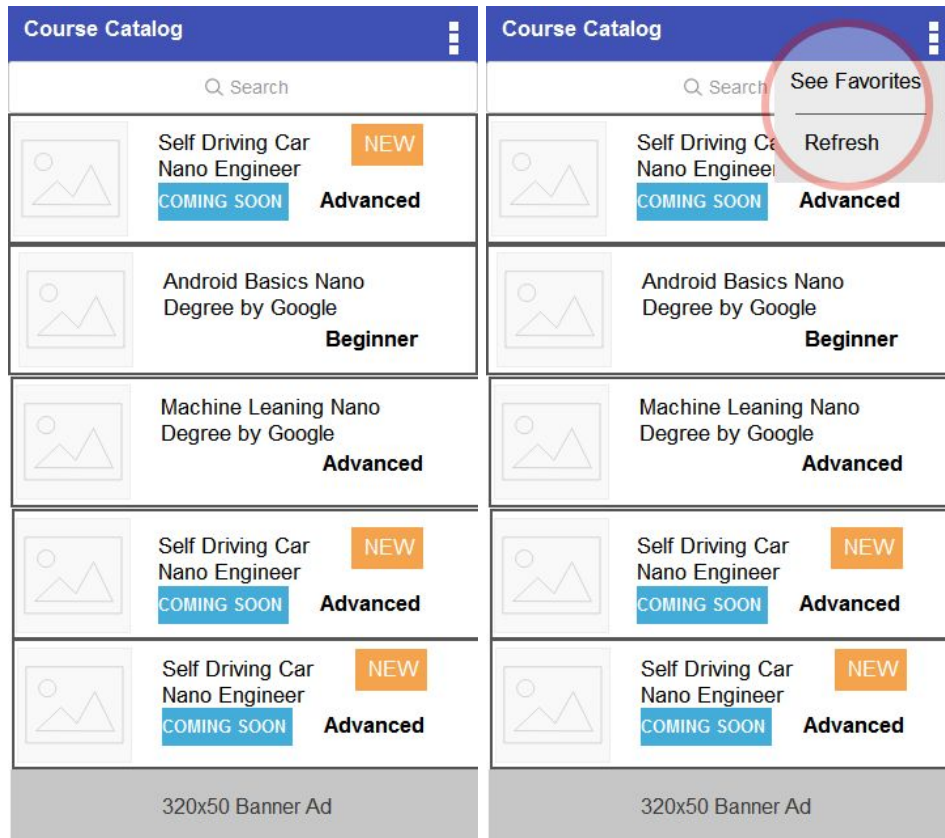 Course Catalog
Search
Self Driving Car
NEW
Nano Engineer
COMING SOON
Advanced
Android Basics Nano
Degree by Google
Beginner
Machine Leaning Nano
Degree by Google
Advanced
Self Driving Car
NEW
Nano Engineer
COMING SOON
Advanced
Self Driving Car
NEW
Nano Engineer
COMING SOON
Advanced
320x50 Banner Ad
Course Catalog
Search
See Favorites
Refresh
Self Driving Ca
Nano Engineer
COMING SOON
Advanced
Android Basics Nano
Degree by Google
Beginner
Machine Leaning Nano
Degree by Google
Advanced
Self Driving Car
NEW
Nano Engineer
COMING SOON
Advanced
Self Driving Car
NEW
Nano Engineer
COMING SOON
Advanced
320x50 Banner Ad